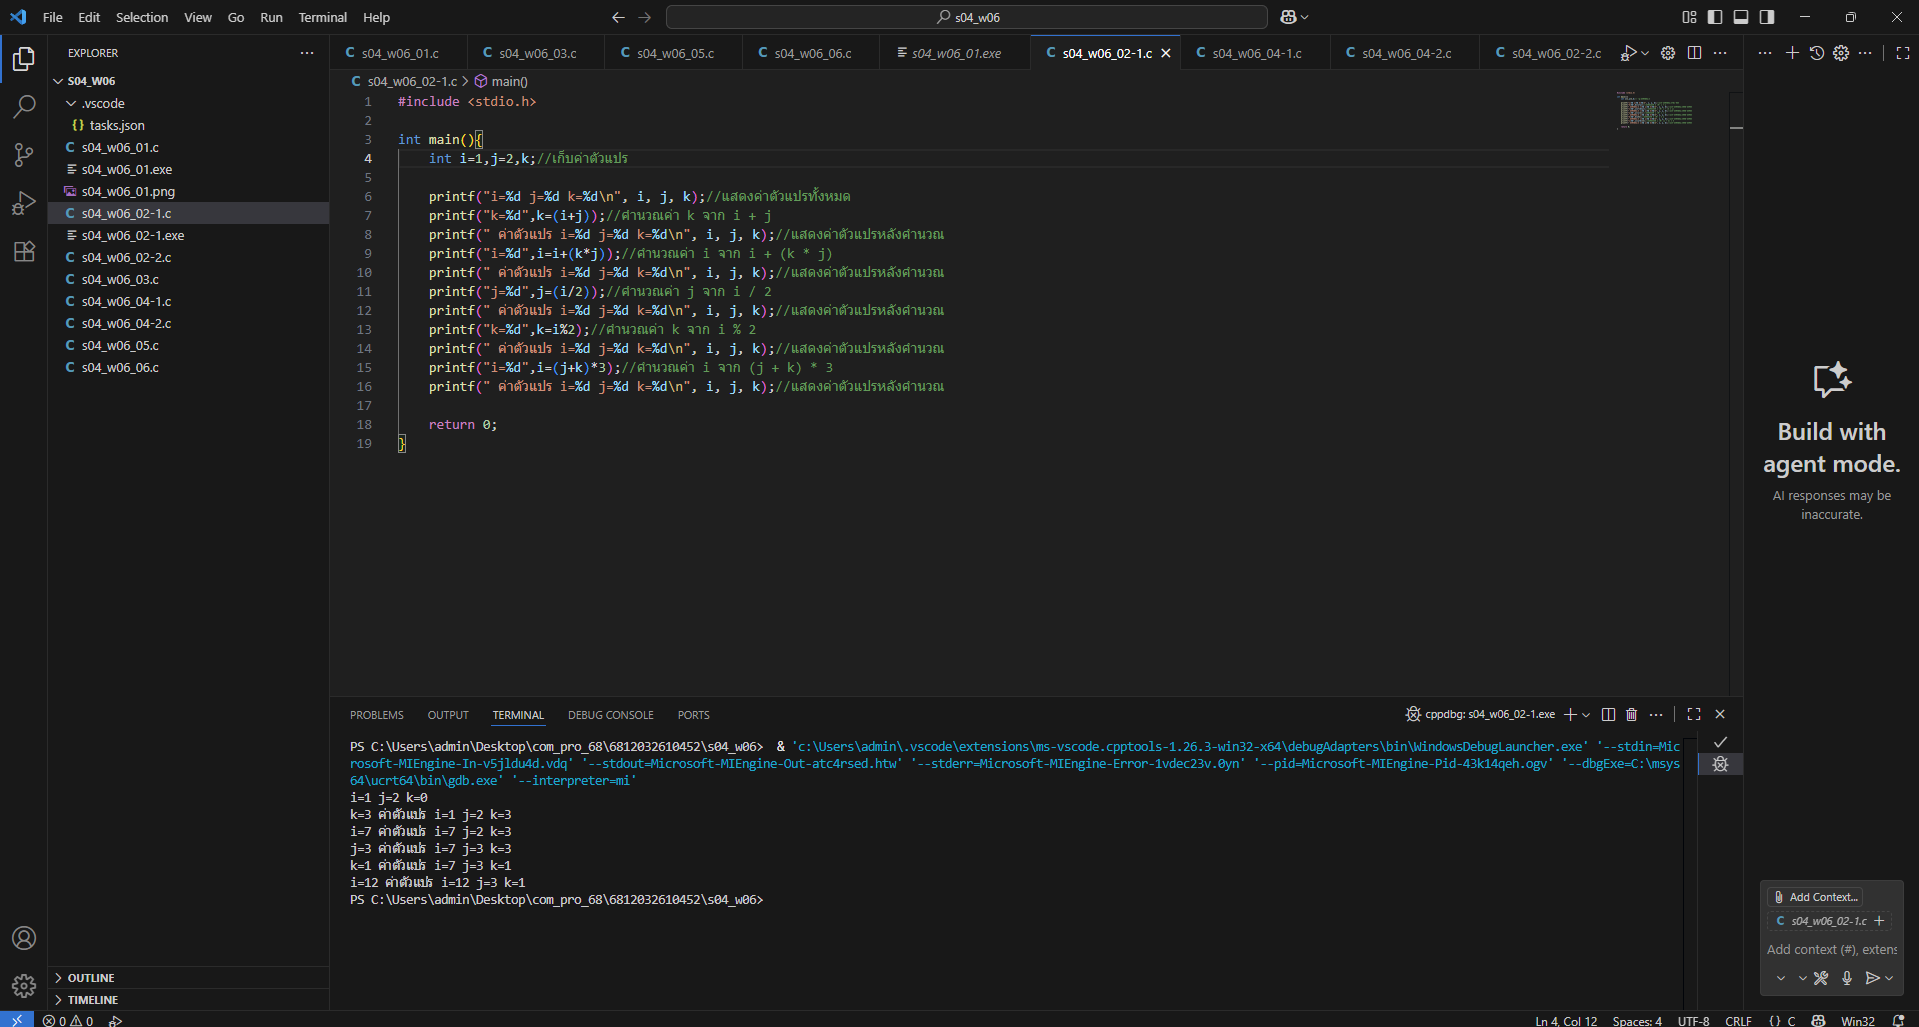 File Edit Selection View Go Run Terminal Help
s04_w06
EXPLORER
S04_W06
.vscode
tasks.json
s04_w06_01.c
s04_w06_01.exe
s04_w06_01.png
s04_w06_02-1.c
s04_w06_02-1.exe
s04_w06_02-2.c
s04_w06_03.c
s04_w06_04-1.c
s04_w06_04-2.c
s04_w06_05.c
s04_w06_06.c
OUTLINE
TIMELINE
s04_w06_01.c s04_w06_03.c s04_w06_05.c s04_w06_06.c s04_w06_01.exe s04_w06_02-1.c s04_w06_04-1.c s04_w06_04-2.c s04_w06_02-2.c
s04_w06_02-1.c > main()
1 #include <stdio.h>
2
3 int main(){
4 int i=1,j=2,k;//เก็บค่าตัวแปร
5
6 printf("i=%d j=%d k=%d\n", i, j, k);//แสดงค่าตัวแปรทั้งหมด
7 printf("k=%d",k=(i+j));//คำนวณค่า k จาก i + j
8 printf(" ค่าตัวแปร i=%d j=%d k=%d\n", i, j, k);//แสดงค่าตัวแปรหลังคำนวณ
9 printf("i=%d",i=i+(k*j));//คำนวณค่า i จาก i + (k * j)
10 printf(" ค่าตัวแปร i=%d j=%d k=%d\n", i, j, k);//แสดงค่าตัวแปรหลังคำนวณ
11 printf("j=%d",j=(i/2));//คำนวณค่า j จาก i / 2
12 printf(" ค่าตัวแปร i=%d j=%d k=%d\n", i, j, k);//แสดงค่าตัวแปรหลังคำนวณ
13 printf("k=%d",k=i%2);//คำนวณค่า k จาก i % 2
14 printf(" ค่าตัวแปร i=%d j=%d k=%d\n", i, j, k);//แสดงค่าตัวแปรหลังคำนวณ
15 printf("i=%d",i=(j+k)*3);//คำนวณค่า i จาก (j + k) * 3
16 printf(" ค่าตัวแปร i=%d j=%d k=%d\n", i, j, k);//แสดงค่าตัวแปรหลังคำนวณ
17
18 return 0;
19 }
PROBLEMS OUTPUT TERMINAL DEBUG CONSOLE PORTS
cppdbg: s04_w06_02-1.exe
PS C:\Users\admin\Desktop\com_pro_68\6812032610452\s04_w06> & 'c:\Users\admin\.vscode\extensions\ms-vscode.cpptools-1.26.3-win32-x64\debugAdapters\bin\WindowsDebugLauncher.exe' '--stdin=Mic
rosoft-MIEngine-In-v5jldu4d.vdq' '--stdout=Microsoft-MIEngine-Out-atc4rsed.htw' '--stderr=Microsoft-MIEngine-Error-1vdec23v.0yn' '--pid=Microsoft-MIEngine-Pid-43k14qeh.ogv' '--dbgExe=C:\msys
64\ucrt64\bin\gdb.exe' '--interpreter=mi'
i=1 j=2 k=0
k=3 ค่าตัวแปร i=1 j=2 k=3
i=7 ค่าตัวแปร i=7 j=2 k=3
j=3 ค่าตัวแปร i=7 j=3 k=3
k=1 ค่าตัวแปร i=7 j=3 k=1
i=12 ค่าตัวแปร i=12 j=3 k=1
PS C:\Users\admin\Desktop\com_pro_68\6812032610452\s04_w06>
Build with
agent mode.
AI responses may be
inaccurate.
Add Context...
s04_w06_02-1.c
Add context (#), extens
0 0
Ln 4, Col 12 Spaces: 4 UTF-8 CRLF {} C Win32